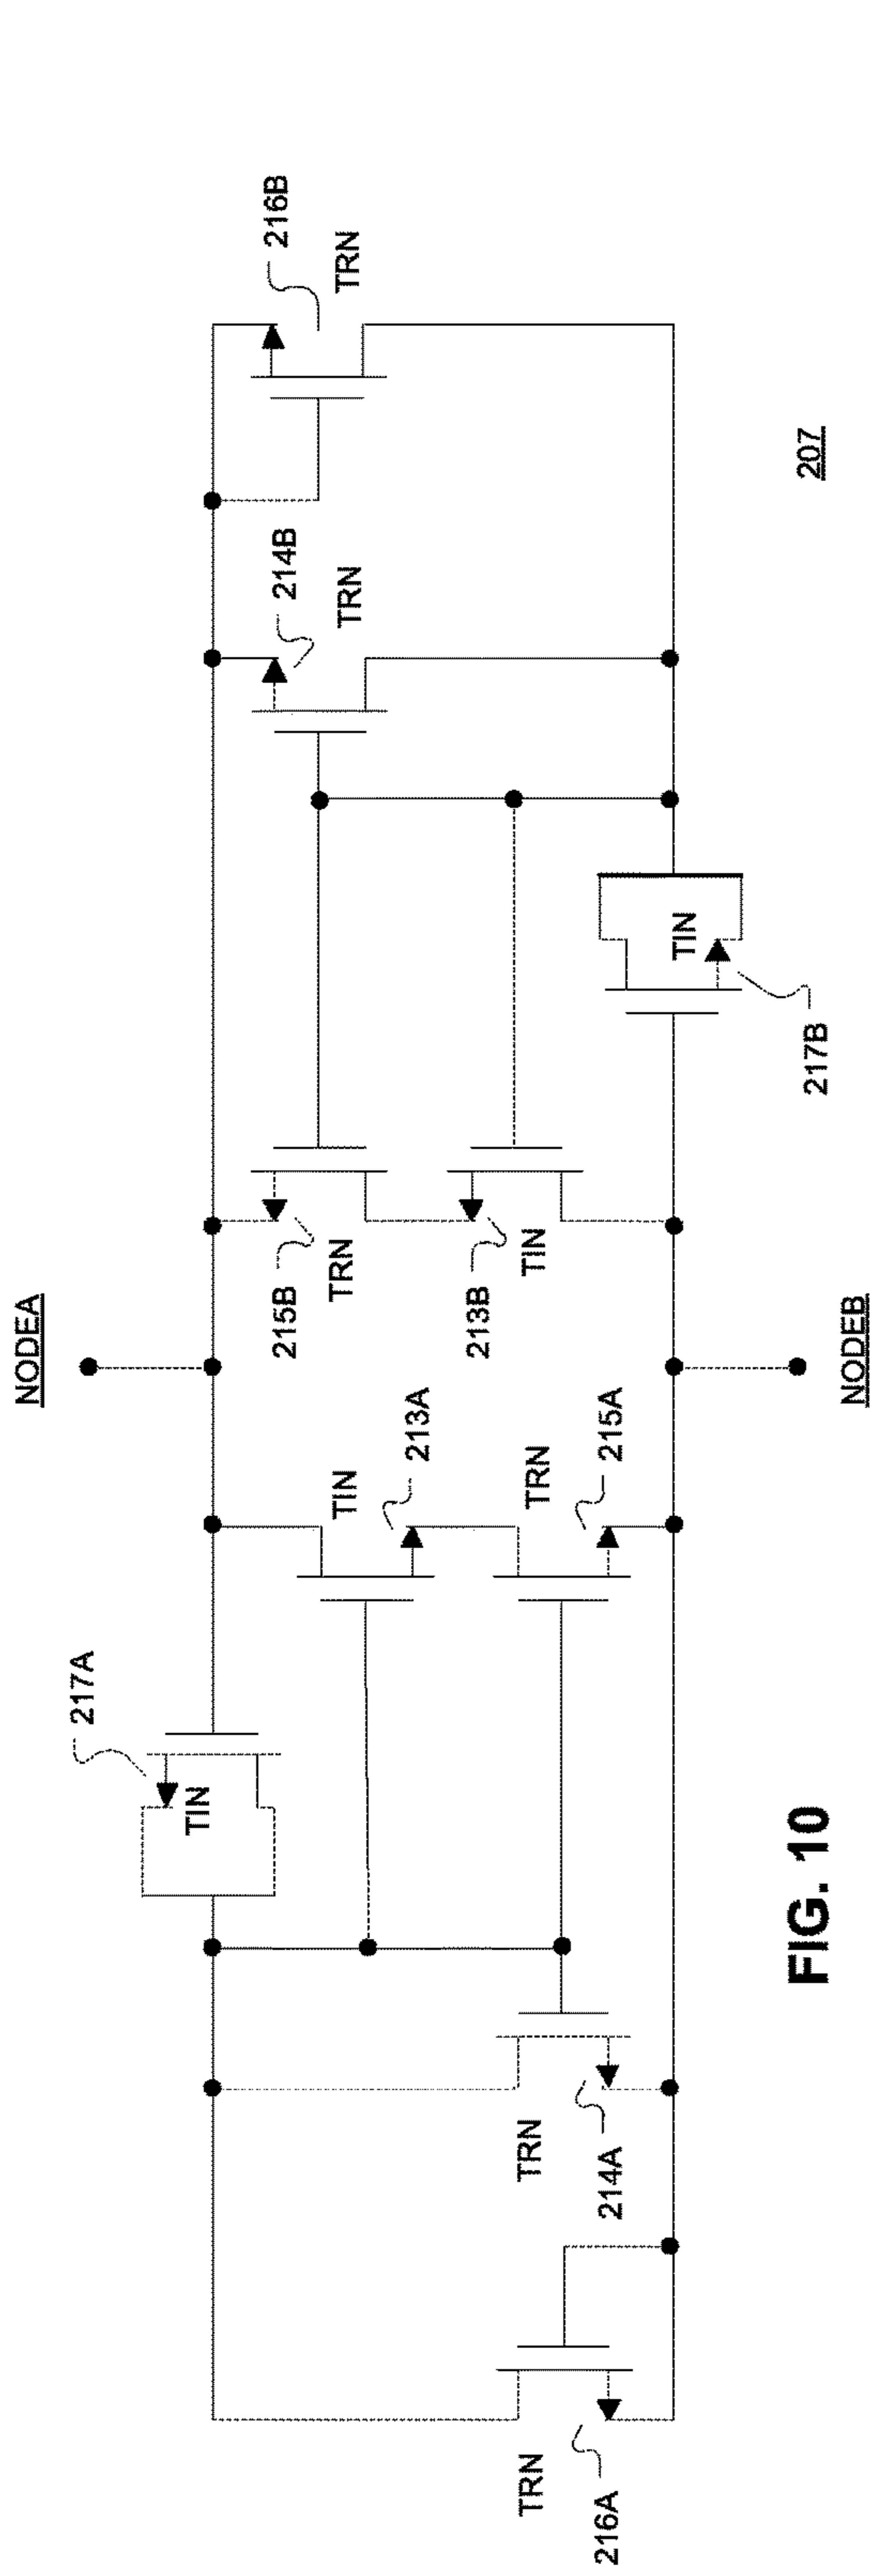 216A
TRN
214A
TRN
217A
TIN
TIN
213A
TRN
215A
NODEA
NODEB
215B
TRN
213B
TIN
217B
TIN
214B
TRN
216B
TRN
207
FIG. 10